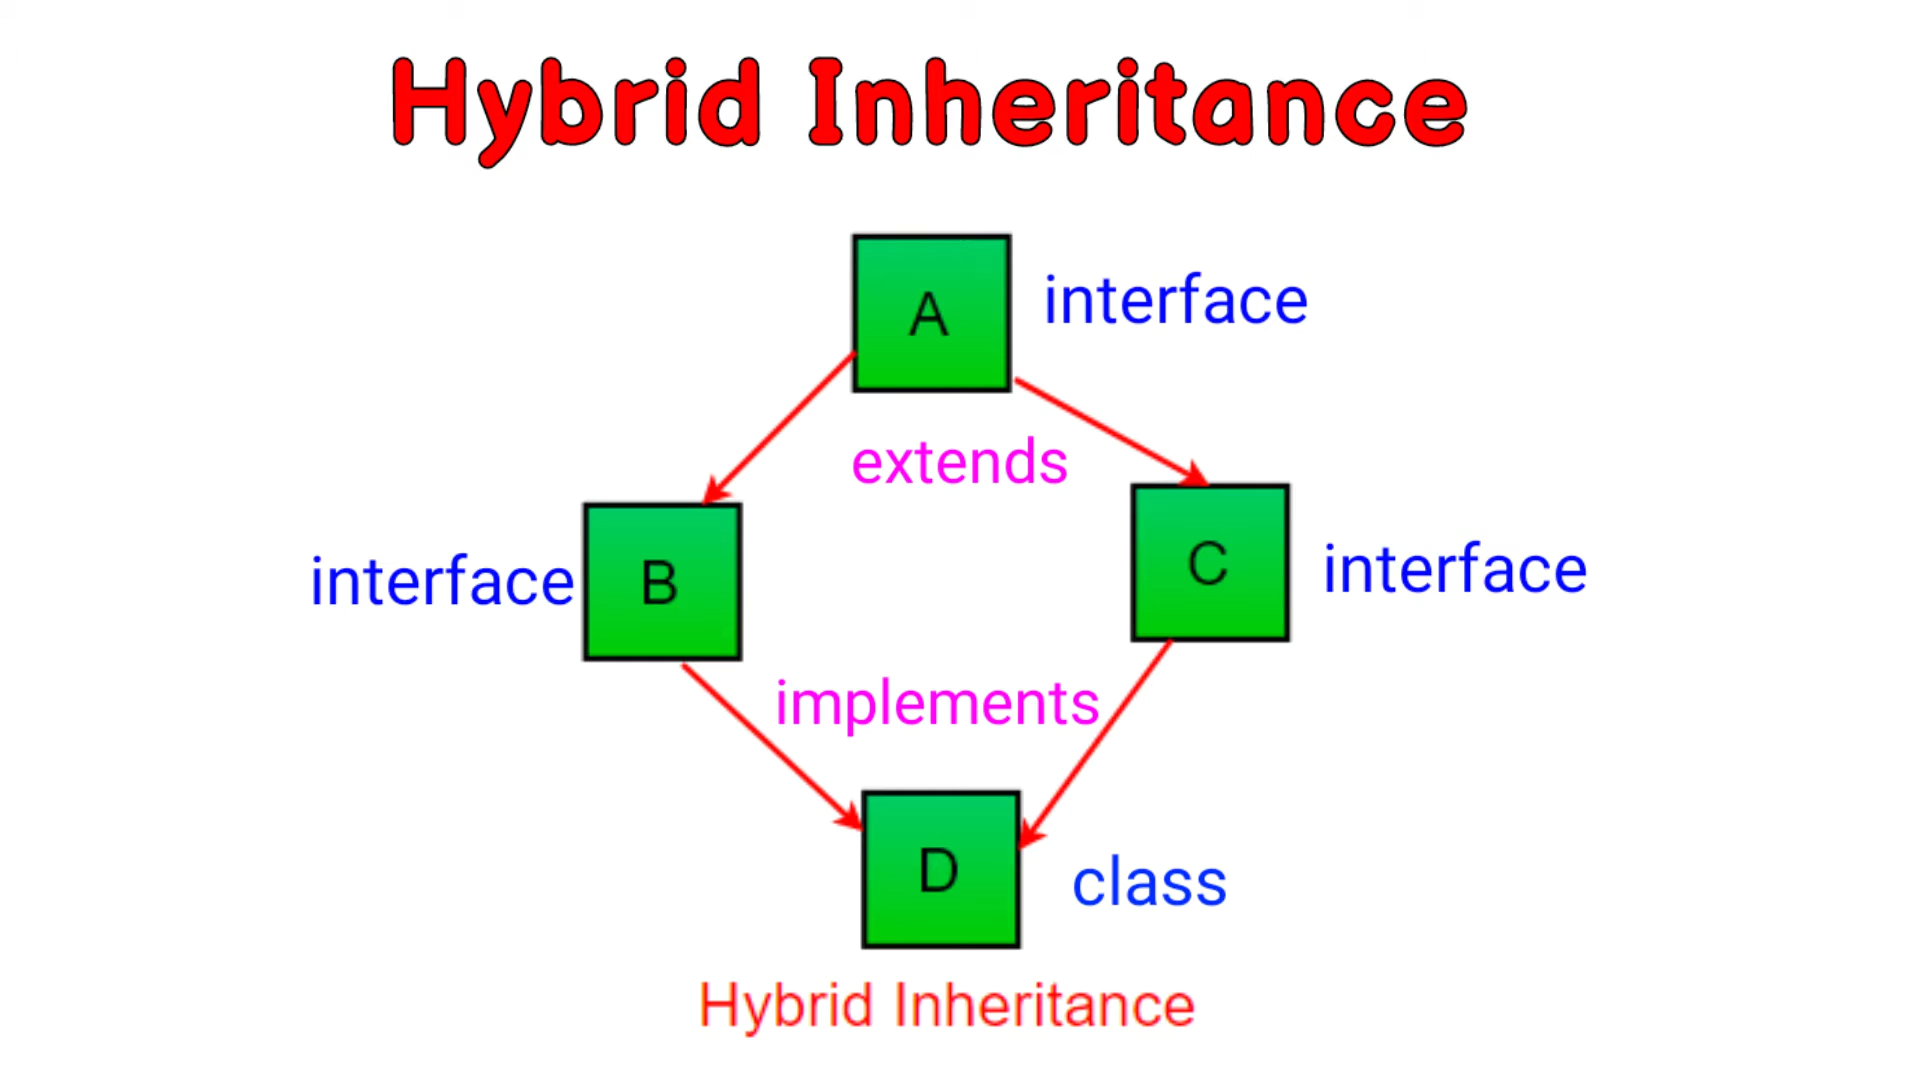 Hybrid Inheritance
A
interface
extends
interface
B
C
interface
implements
D
class
Hybrid Inheritance